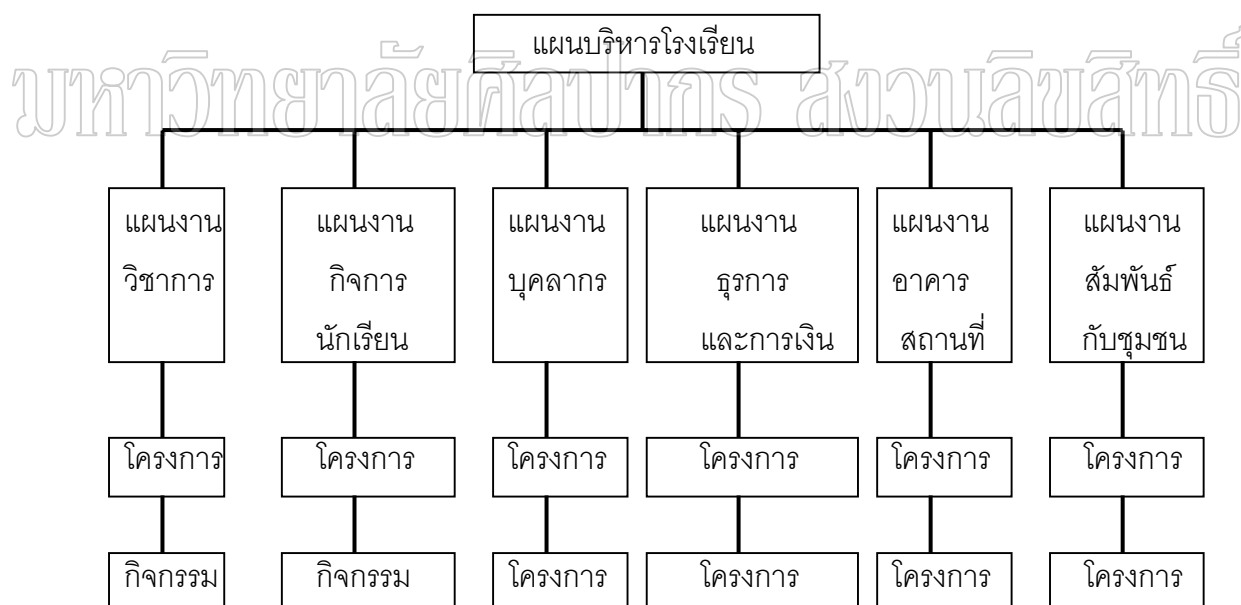 แผนบริหารโรงเรียน
มหาวิทยาลัยศิลปากร สงวนลิขสิทธิ์
แผนงาน
วิชาการ
แผนงาน
กิจการ
นักเรียน
แผนงาน
บุคลากร
แผนงาน
ธุรการ
และการเงิน
แผนงาน
อาคาร
สถานที่
แผนงาน
สัมพันธ์
กับชุมชน
โครงการ
โครงการ
โครงการ
โครงการ
โครงการ
โครงการ
กิจกรรม
กิจกรรม
โครงการ
โครงการ
โครงการ
โครงการ